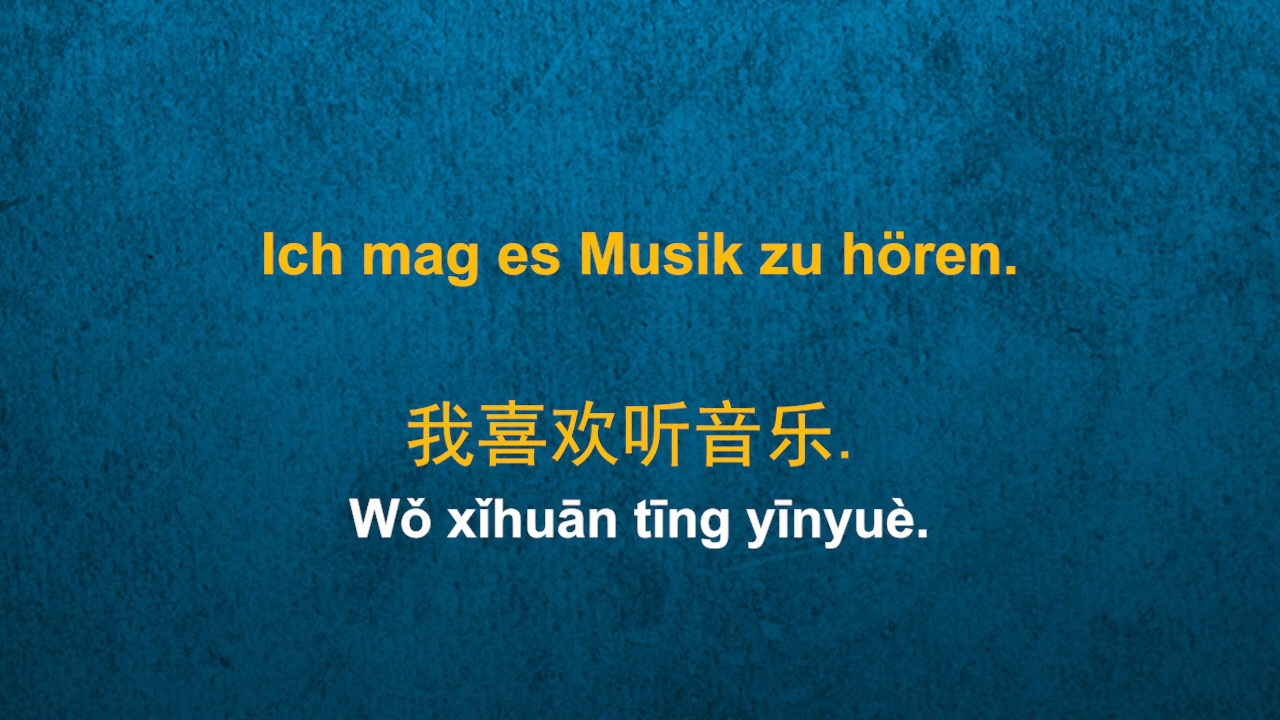 Ich mag es Musik zu hören.
我喜欢听音乐.
Wǒ xǐhuān tīng yīnyuè.